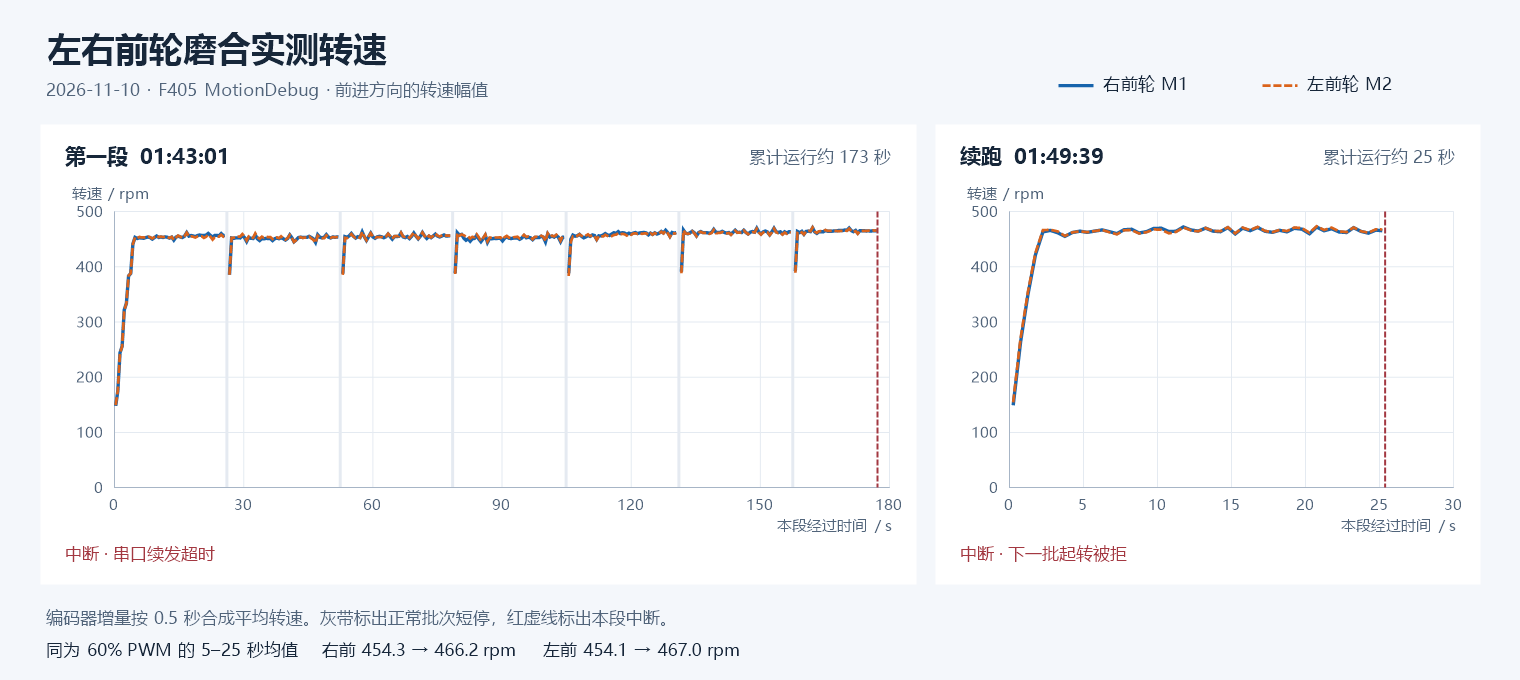 左右前轮磨合实测转速
2026-11-10 · F405 MotionDebug · 前进方向的转速幅值
右前轮 M1
左前轮 M2
第一段 01:43:01
累计运行约 173 秒
转速 / rpm
500
400
300
200
100
0
0 30 60 90 120 150 180
本段经过时间 / s
中断 · 串口续发超时
续跑 01:49:39
累计运行约 25 秒
转速 / rpm
500
400
300
200
100
0
0 5 10 15 20 25 30
本段经过时间 / s
中断 · 下一批起转被拒
编码器增量按 0.5 秒合成平均转速。灰带标出正常批次短停，红虚线标出本段中断。
同为 60% PWM 的 5–25 秒均值 右前 454.3 → 466.2 rpm 左前 454.1 → 467.0 rpm